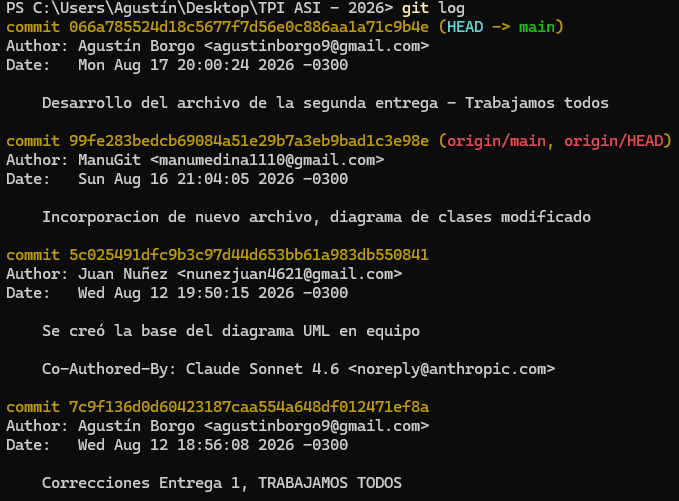 PS C:\Users\Agustín\Desktop\TPI ASI - 2026> git log
commit 066a785524d18c5677f7d56e0c886aa1a71c9b4e (HEAD -> main)
Author: Agustín Borgo <agustinborgo9@gmail.com>
Date:   Mon Aug 17 20:00:24 2026 -0300

    Desarrollo del archivo de la segunda entrega - Trabajamos todos

commit 99fe283bedcb69084a51e29b7a3eb9bad1c3e98e (origin/main, origin/HEAD)
Author: ManuGit <manumedina1110@gmail.com>
Date:   Sun Aug 16 21:04:05 2026 -0300

    Incorporacion de nuevo archivo, diagrama de clases modificado

commit 5c025491dfc9b3c97d44d653bb61a983db550841
Author: Juan Nuñez <nunezjuan4621@gmail.com>
Date:   Wed Aug 12 19:50:15 2026 -0300

    Se creó la base del diagrama UML en equipo

    Co-Authored-By: Claude Sonnet 4.6 <noreply@anthropic.com>

commit 7c9f136d0d60423187caa554a648df012471ef8a
Author: Agustín Borgo <agustinborgo9@gmail.com>
Date:   Wed Aug 12 18:56:08 2026 -0300

    Correcciones Entrega 1, TRABAJAMOS TODOS